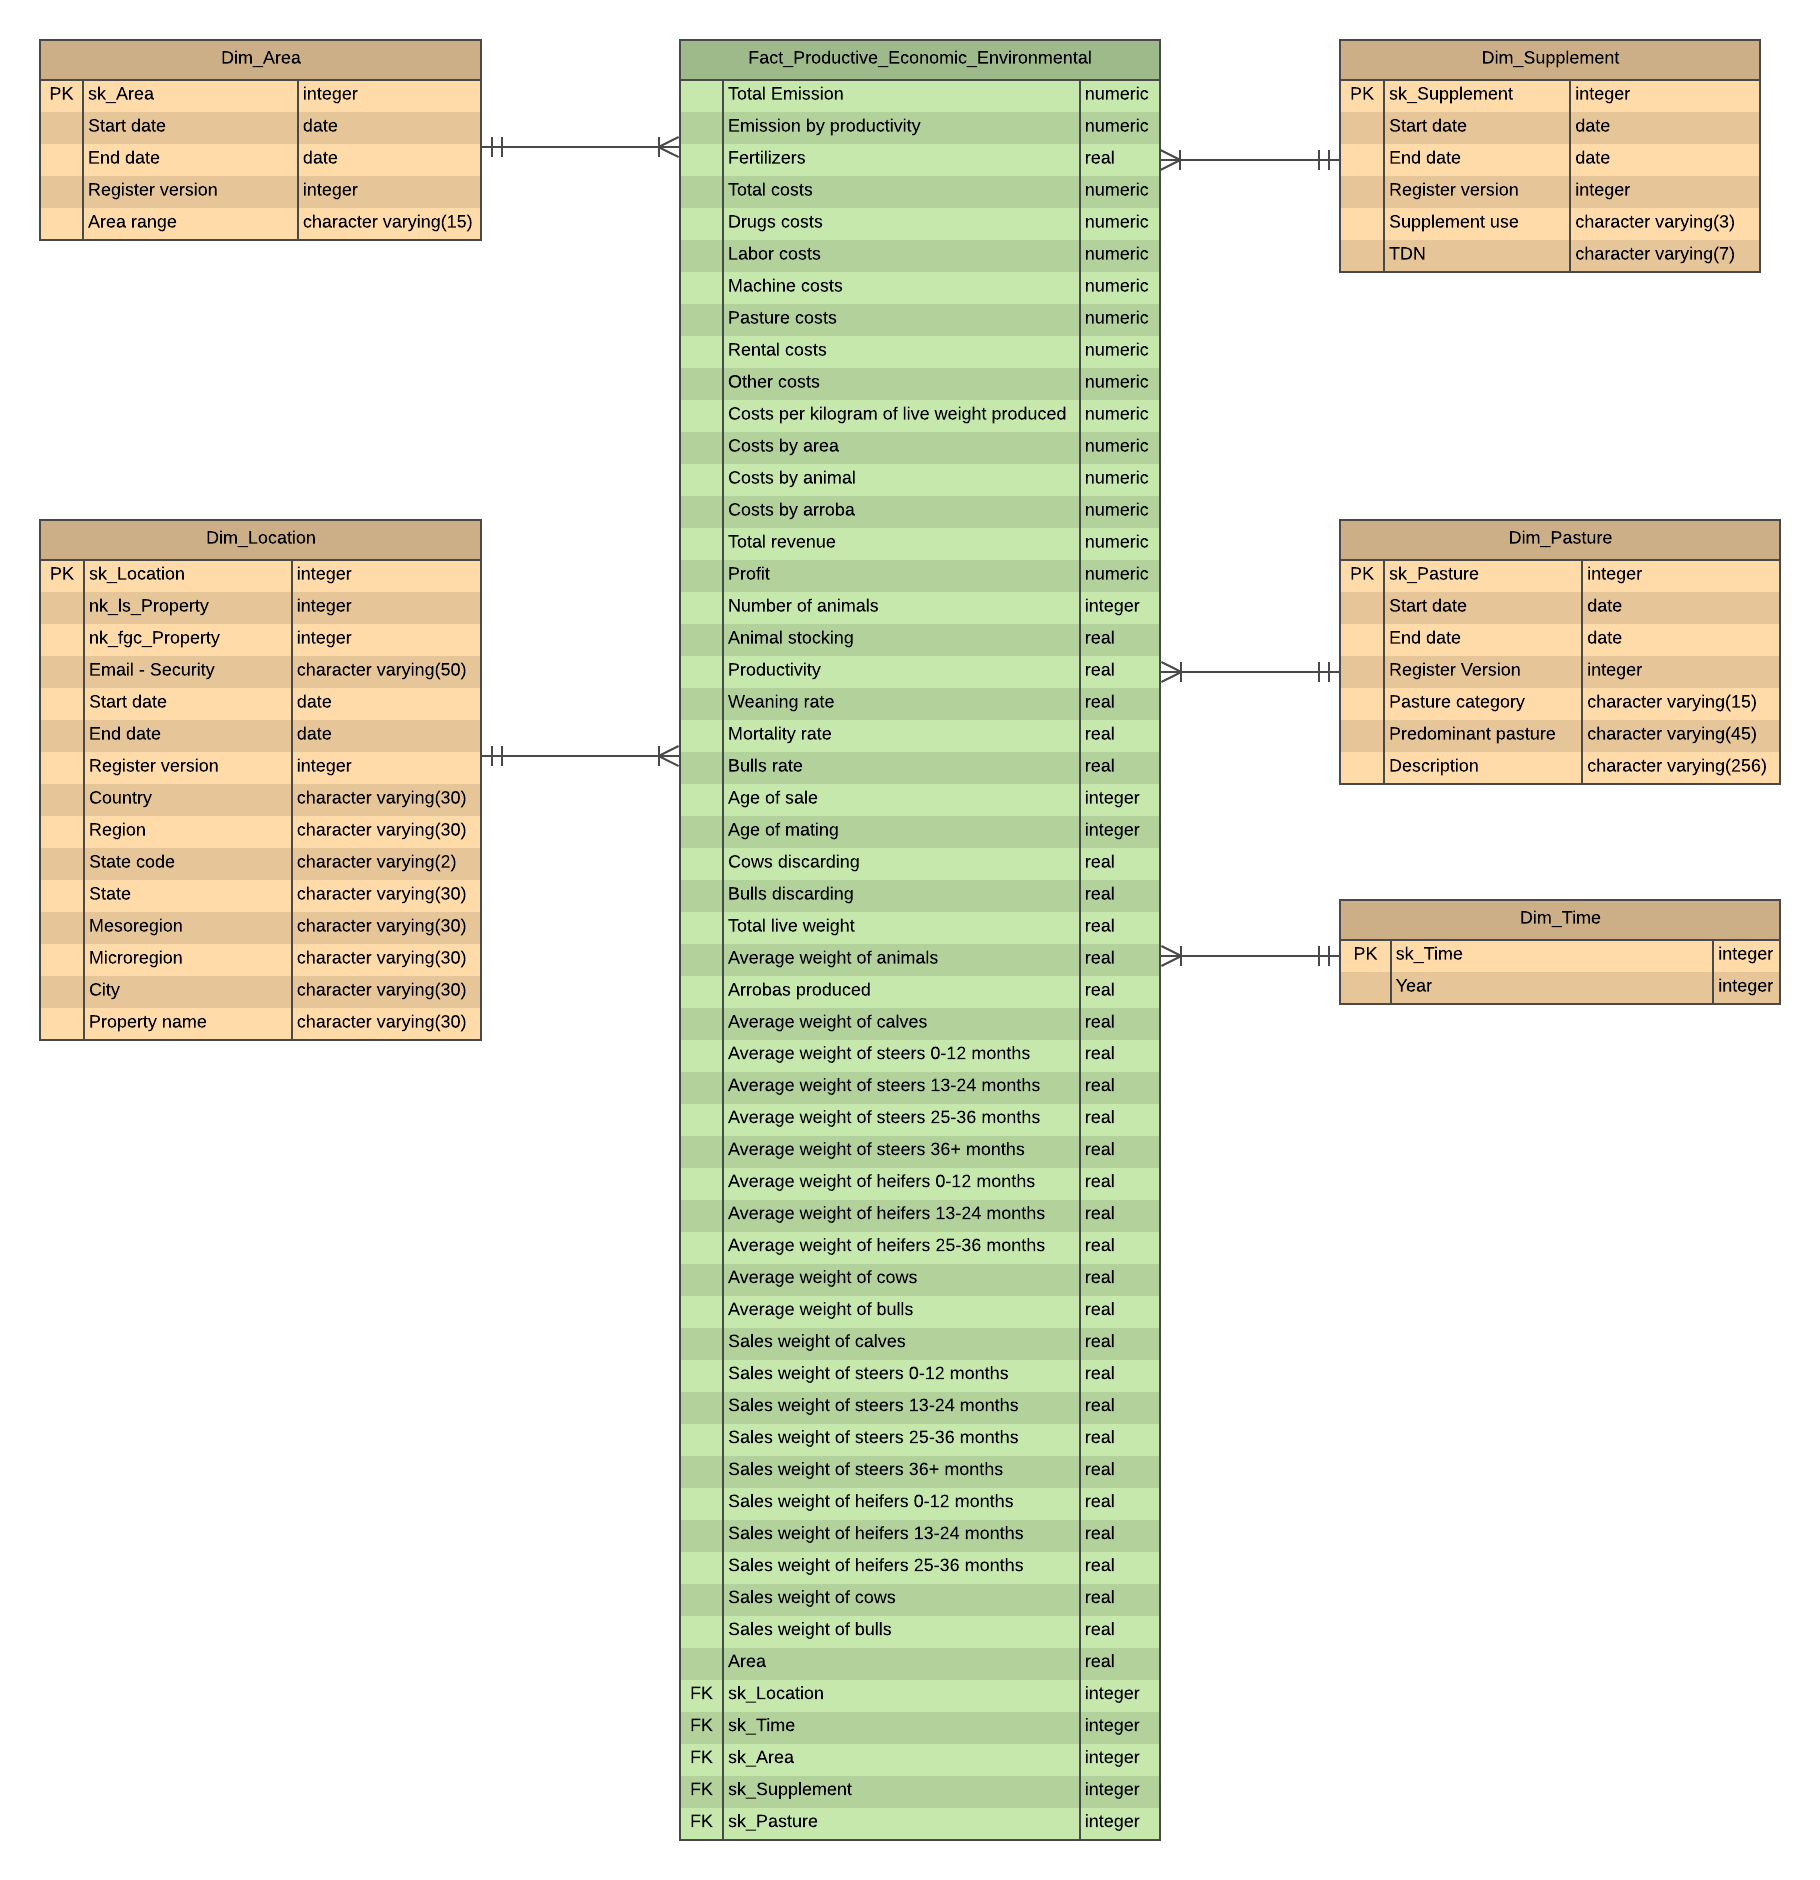 Dim_Area
PK sk_Area integer
Start date date
End date date
Register version integer
Area range character varying(15)
Dim_Location
PK sk_Location integer
nk_ls_Property integer
nk_fgc_Property integer
Email - Security character varying(50)
Start date date
End date date
Register version integer
Country character varying(30)
Region character varying(30)
State code character varying(2)
State character varying(30)
Mesoregion character varying(30)
Microregion character varying(30)
City character varying(30)
Property name character varying(30)
Fact_Productive_Economic_Environmental
Total Emission numeric
Emission by productivity numeric
Fertilizers real
Total costs numeric
Drugs costs numeric
Labor costs numeric
Machine costs numeric
Pasture costs numeric
Rental costs numeric
Other costs numeric
Costs per kilogram of live weight produced numeric
Costs by area numeric
Costs by animal numeric
Costs by arroba numeric
Total revenue numeric
Profit numeric
Number of animals integer
Animal stocking real
Productivity real
Weaning rate real
Mortality rate real
Bulls rate real
Age of sale integer
Age of mating integer
Cows discarding real
Bulls discarding real
Total live weight real
Average weight of animals real
Arrobas produced real
Average weight of calves real
Average weight of steers 0-12 months real
Average weight of steers 13-24 months real
Average weight of steers 25-36 months real
Average weight of steers 36+ months real
Average weight of heifers 0-12 months real
Average weight of heifers 13-24 months real
Average weight of heifers 25-36 months real
Average weight of cows real
Average weight of bulls real
Sales weight of calves real
Sales weight of steers 0-12 months real
Sales weight of steers 13-24 months real
Sales weight of steers 25-36 months real
Sales weight of steers 36+ months real
Sales weight of heifers 0-12 months real
Sales weight of heifers 13-24 months real
Sales weight of heifers 25-36 months real
Sales weight of cows real
Sales weight of bulls real
Area real
FK sk_Location integer
FK sk_Time integer
FK sk_Area integer
FK sk_Supplement integer
FK sk_Pasture integer
Dim_Supplement
PK sk_Supplement integer
Start date date
End date date
Register version integer
Supplement use character varying(3)
TDN character varying(7)
Dim_Pasture
PK sk_Pasture integer
Start date date
End date date
Register Version integer
Pasture category character varying(15)
Predominant pasture character varying(45)
Description character varying(256)
Dim_Time
PK sk_Time integer
Year integer